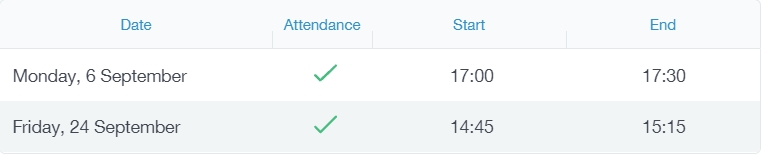 Date Attendance Start End
Monday, 6 September 17:00 17:30
Friday, 24 September 14:45 15:15